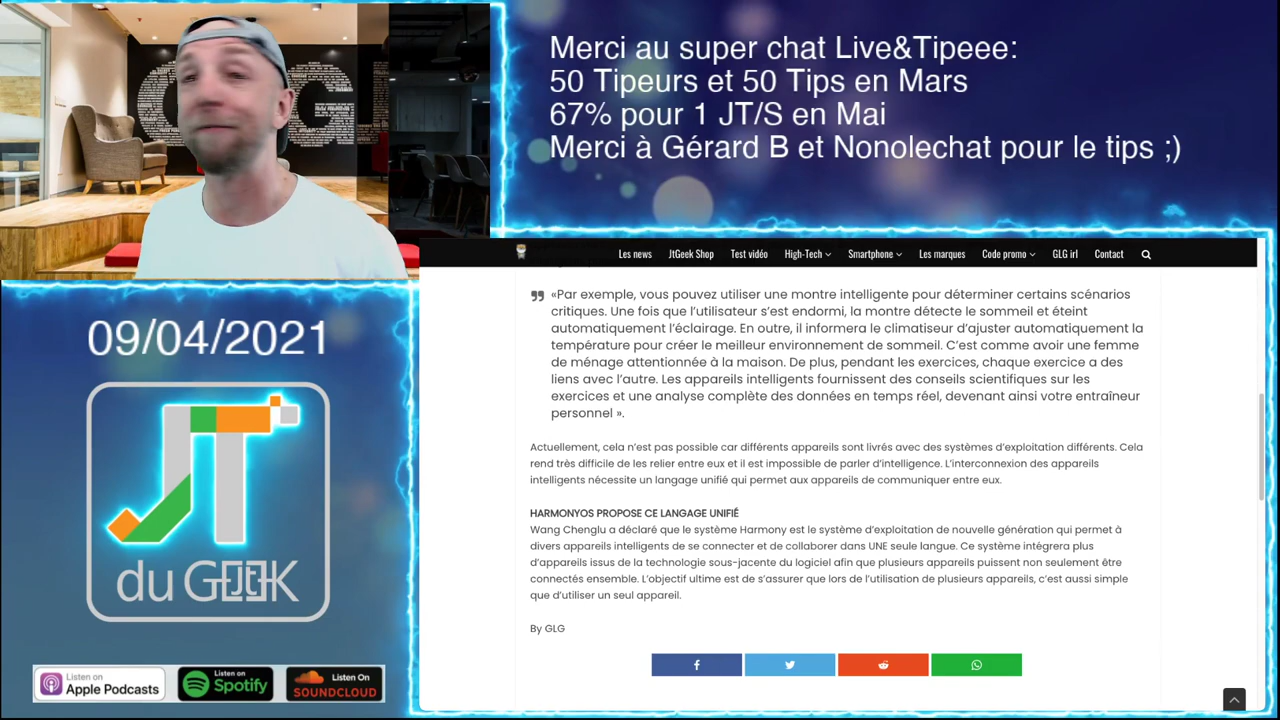 Merci au super chat Live&Tipeee:
50 Tipeurs et 50 Tips en Mars
67% pour 1 JT/S en Mai
Merci à Gérard B et Nonolechat pour le tips ;)
Les news JtGeek Shop Test vidéo High-Tech Smartphone Les marques Code promo GLG irl Contact
«Par exemple, vous pouvez utiliser une montre intelligente pour déterminer certains scénarios
critiques. Une fois que l’utilisateur s’est endormi, la montre détecte le sommeil et éteint
automatiquement l’éclairage. En outre, il informera le climatiseur d’ajuster automatiquement la
température pour créer le meilleur environnement de sommeil. C’est comme avoir une femme
de ménage attentionnée à la maison. De plus, pendant les exercices, chaque exercice a des
liens avec l’autre. Les appareils intelligents fournissent des conseils scientifiques sur les
exercices et une analyse complète des données en temps réel, devenant ainsi votre entraîneur
personnel ».
Actuellement, cela n’est pas possible car différents appareils sont livrés avec des systèmes d’exploitation différents. Cela
rend très difficile de les relier entre eux et il est impossible de parler d’intelligence. L’interconnexion des appareils
intelligents nécessite un langage unifié qui permet aux appareils de communiquer entre eux.
HARMONYOS PROPOSE CE LANGAGE UNIFIÉ
Wang Chenglu a déclaré que le système Harmony est le système d’exploitation de nouvelle génération qui permet à
divers appareils intelligents de se connecter et de collaborer dans UNE seule langue. Ce système intégrera plus
d’appareils issus de la technologie sous-jacente du logiciel afin que plusieurs appareils puissent non seulement être
connectés ensemble. L’objectif ultime est de s’assurer que lors de l’utilisation de plusieurs appareils, c’est aussi simple
que d’utiliser un seul appareil.
By GLG
09/04/2021
JT
du GEEK
Listen on
Apple Podcasts
Listen on
Spotify
Listen On
SOUNDCLOUD